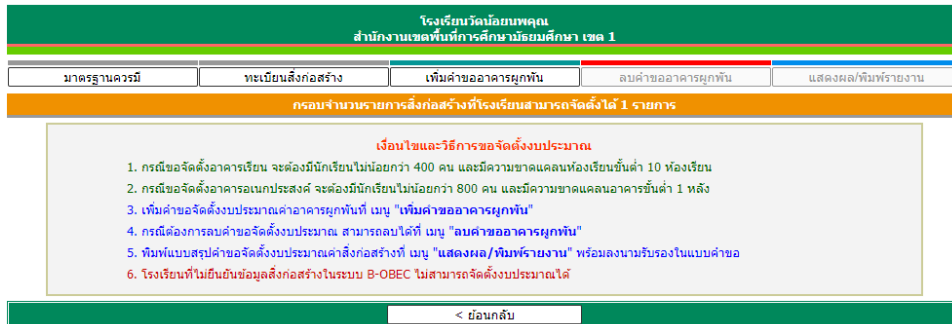 โรงเรียนวัดน้อยนพคุณ
สำนักงานเขตพื้นที่การศึกษามัธยมศึกษา เขต 1
มาตรฐานควรมี ทะเบียนสิ่งก่อสร้าง เพิ่มคำขออาคารผูกพัน ลบคำขออาคารผูกพัน แสดงผล/พิมพ์รายงาน
กรอบจำนวนรายการสิ่งก่อสร้างที่โรงเรียนสามารถจัดตั้งได้ 1 รายการ
เงื่อนไขและวิธีการขอจัดตั้งงบประมาณ
1. กรณีขอจัดตั้งอาคารเรียน จะต้องมีนักเรียนไม่น้อยกว่า 400 คน และมีความขาดแคลนห้องเรียนขั้นต่ำ 10 ห้องเรียน
2. กรณีขอจัดตั้งอาคารอเนกประสงค์ จะต้องมีนักเรียนไม่น้อยกว่า 800 คน และมีความขาดแคลนอาคารขั้นต่ำ 1 หลัง
3. เพิ่มคำขอจัดตั้งงบประมาณค่าอาคารผูกพันที่ เมนู "เพิ่มคำขออาคารผูกพัน"
4. กรณีต้องการลบคำขอจัดตั้งงบประมาณ สามารถลบได้ที่ เมนู "ลบคำขออาคารผูกพัน"
5. พิมพ์แบบสรุปคำขอจัดตั้งงบประมาณค่าสิ่งก่อสร้างที่ เมนู "แสดงผล/พิมพ์รายงาน" พร้อมลงนามรับรองในแบบคำขอ
6. โรงเรียนที่ไม่ยืนยันข้อมูลสิ่งก่อสร้างในระบบ B-OBEC ไม่สามารถจัดตั้งงบประมาณได้
< ย้อนกลับ